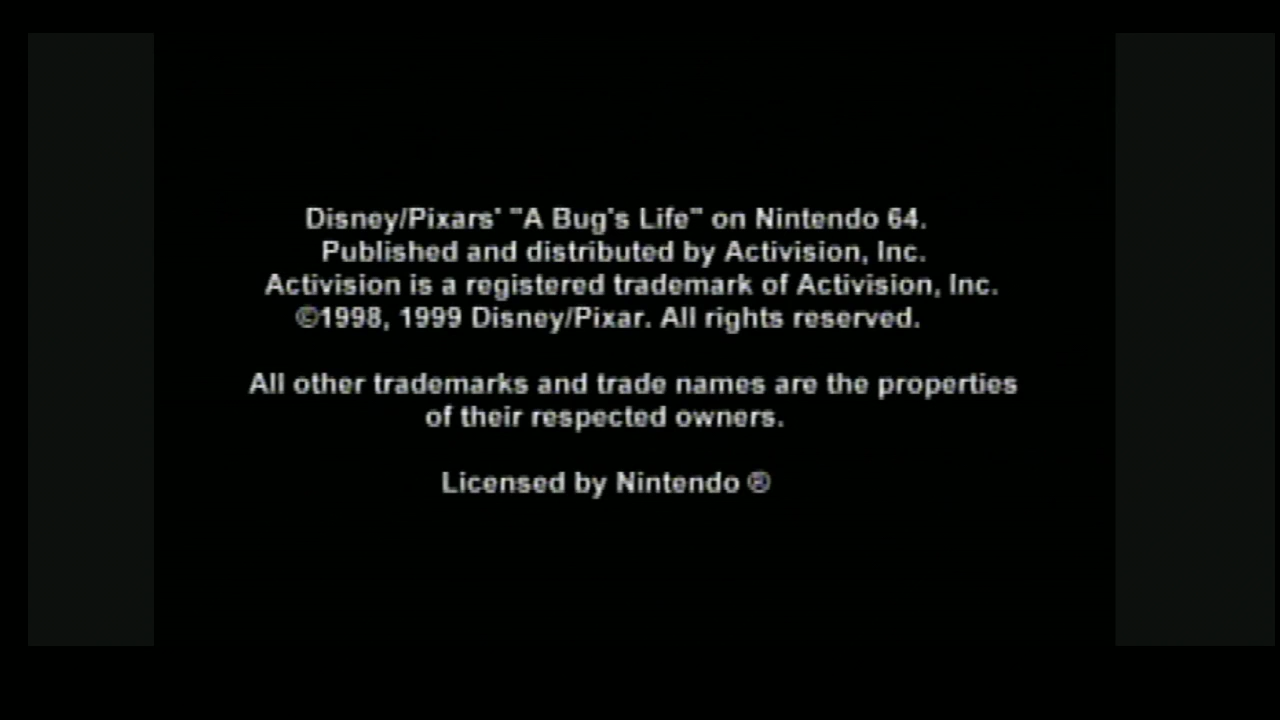 Disney/Pixars' "A Bug's Life" on Nintendo 64.
Published and distributed by Activision, Inc.
Activision is a registered trademark of Activision, Inc.
©1998, 1999 Disney/Pixar. All rights reserved.
All other trademarks and trade names are the properties
of their respected owners.
Licensed by Nintendo ®